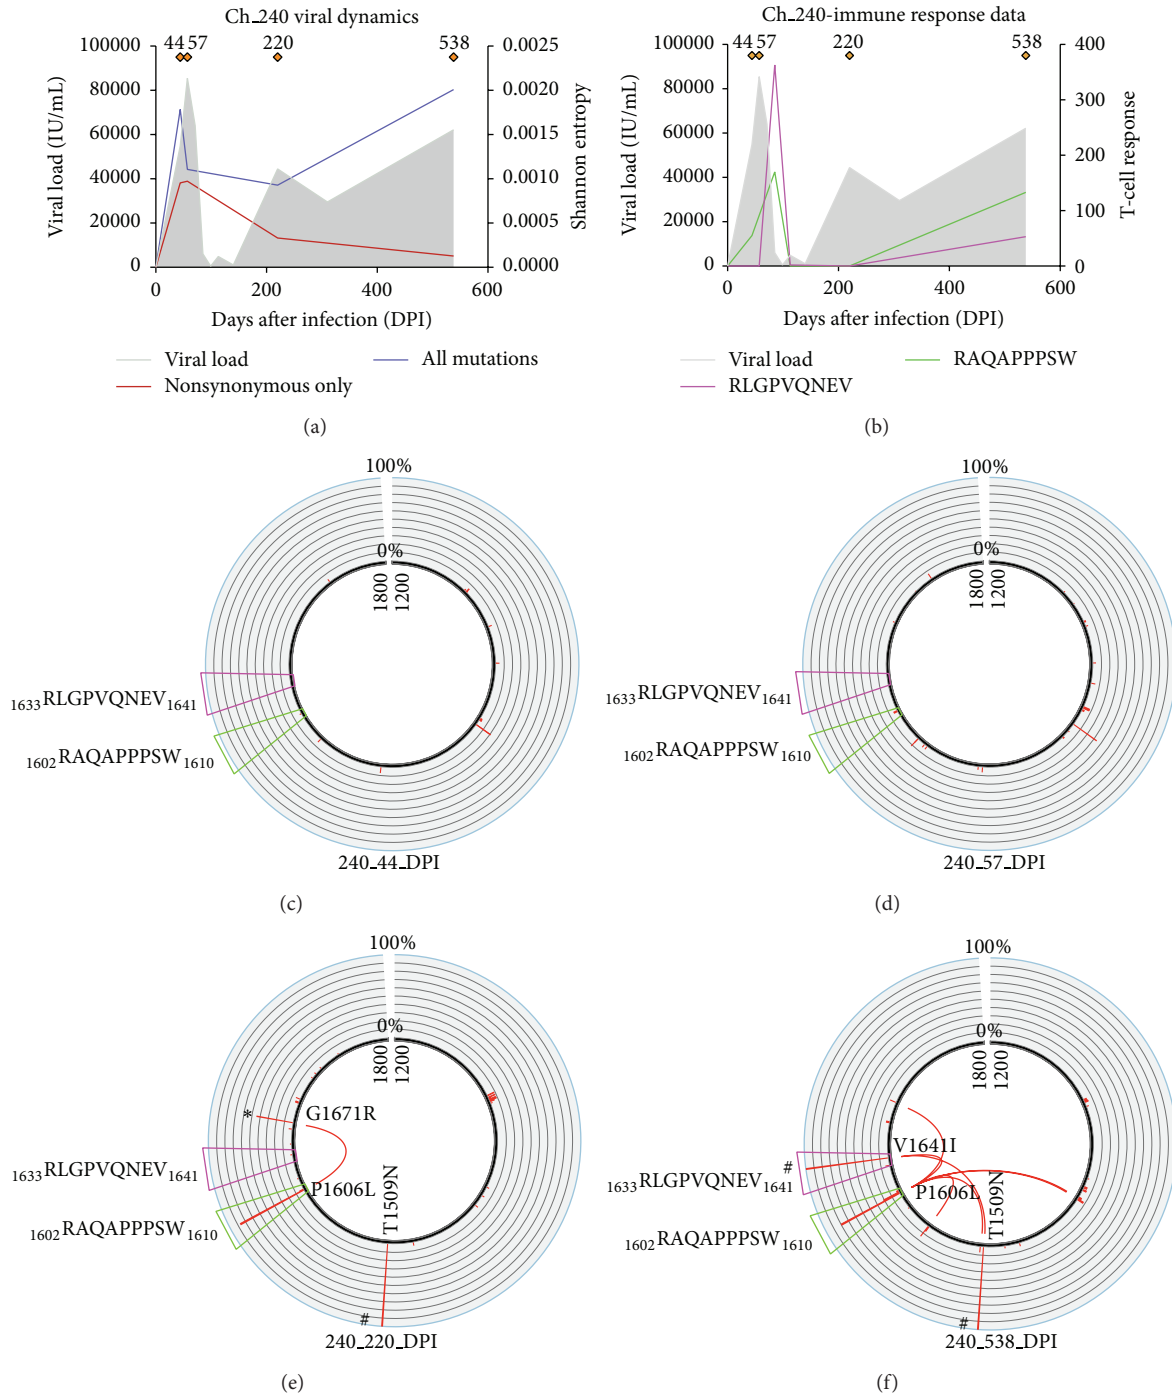 Ch_240 viral dynamics
44 57 220 538
100000
80000
60000
40000
20000
0
Viral load (IU/mL)
0.0025
0.0020
0.0015
0.0010
0.0005
0.0000
Shannon entropy
0 200 400 600
Days after infection (DPI)
Viral load
All mutations
Nonsynonymous only
(a)
Ch_240-immune response data
44 57 220 538
100000
80000
60000
40000
20000
0
Viral load (IU/mL)
400
300
200
100
0
T-cell response
0 200 400 600
Days after infection (DPI)
Viral load
RAQAPPPSW
RLGPVQNEV
(b)
100%
0%
1800
1200
1633RLGPVQNEV1641
1602RAQAPPPSW1610
240_44_DPI
(c)
100%
0%
1800
1200
1633RLGPVQNEV1641
1602RAQAPPPSW1610
240_57_DPI
(d)
100%
0%
1800
1200
*
G1671R
1633RLGPVQNEV1641
P1606L
T1509N
1602RAQAPPPSW1610
#
240_220_DPI
(e)
100%
0%
1800
1200
V1641I
#
1633RLGPVQNEV1641
P1606L
T1509N
1602RAQAPPPSW1610
#
240_538_DPI
(f)